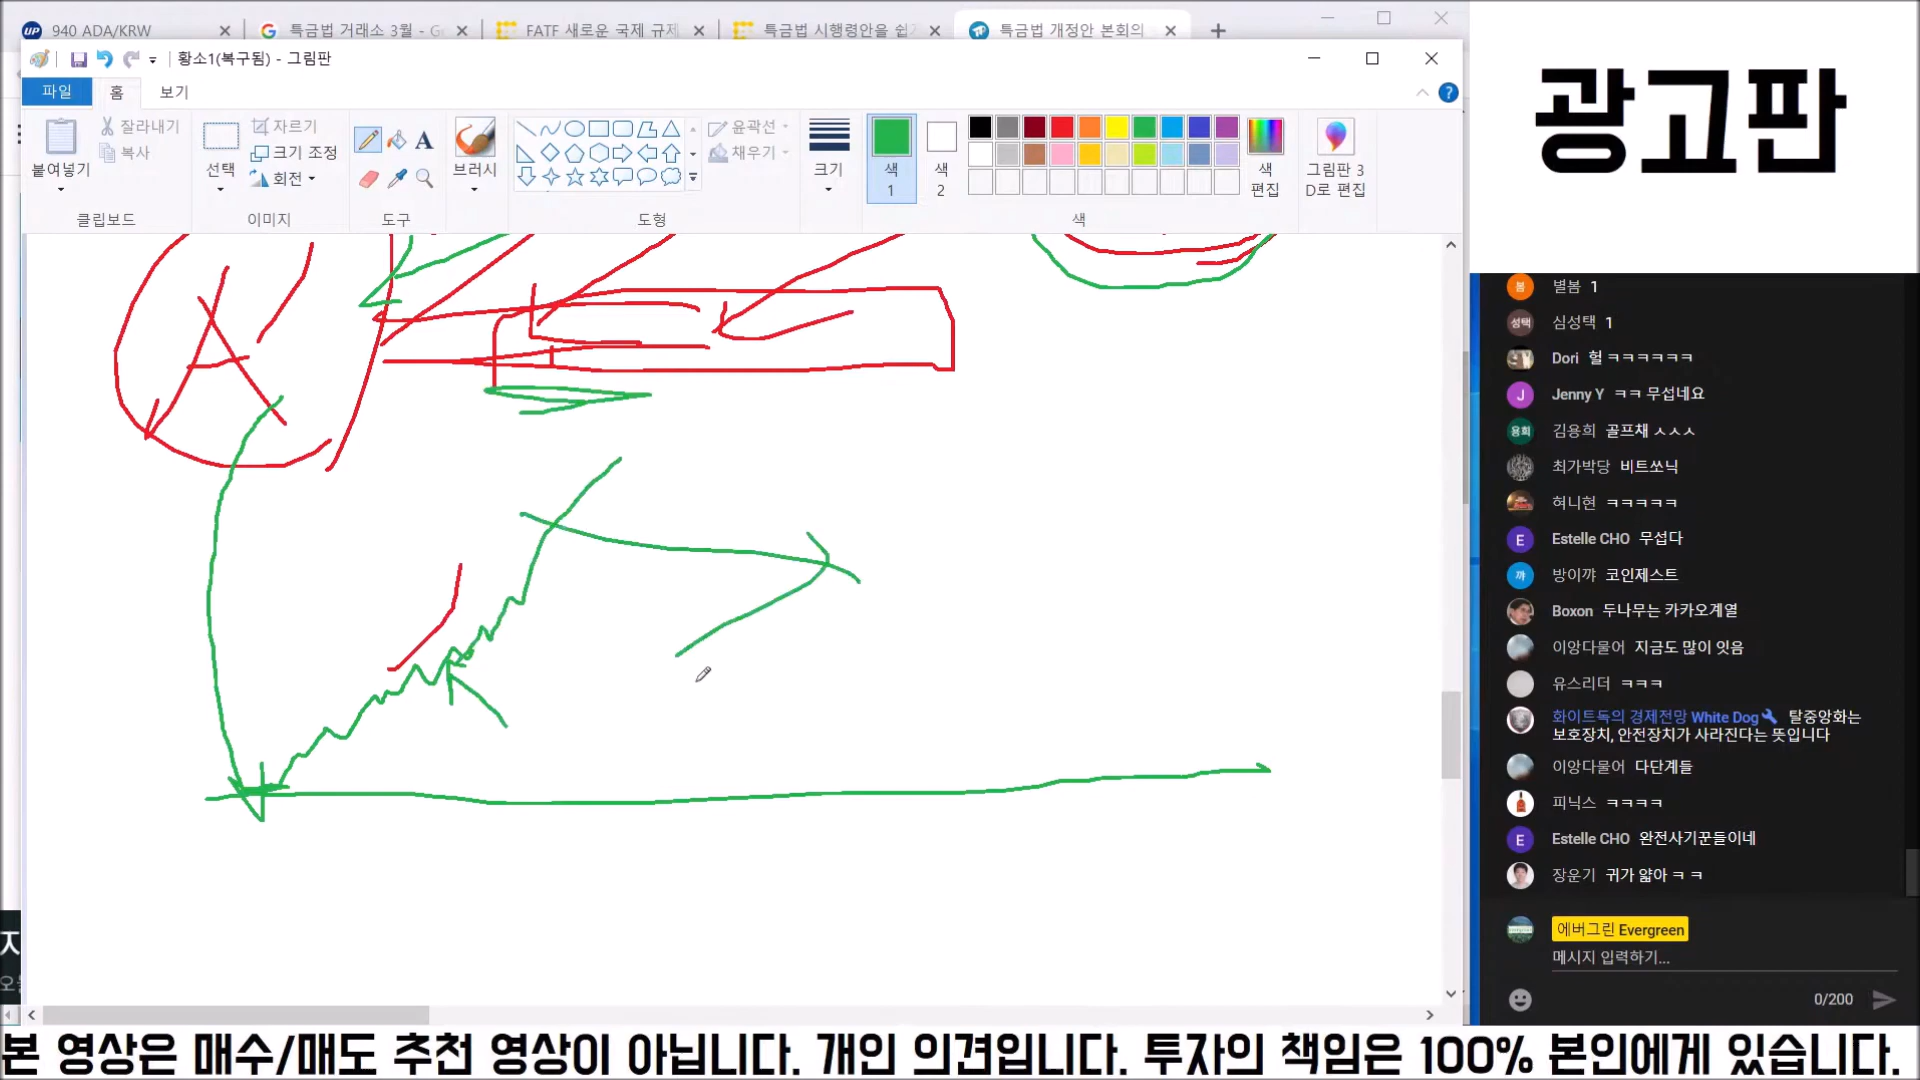 940 ADA/KRW
특금법 거래소 3월 - G
FATF 새로운 국제 규제
특금법 시행령안을 쉽
특금법 개정안 본회의
황소1(복구됨) - 그림판
파일
홈
보기
붙여넣기
잘라내기
복사
클립보드
선택
자르기
크기 조정
회전
이미지
A
도구
브러시
도형
윤곽선
채우기
크기
색
1
색
2
색
편집
그림판 3
D로 편집
색
A
광고판
봄
별봄 1
성택
심성택 1
Dori 헐 ㅋㅋㅋㅋㅋㅋ
J
Jenny Y ㅋㅋ 무섭네요
용희
김용희 골프채 ㅅㅅㅅ
최가박당 비트쏘닉
혀니현 ㅋㅋㅋㅋㅋ
E
Estelle CHO 무섭다
꺄
방이꺄 코인제스트
Boxon 두나무는 카카오계열
이앙다물어 지금도 많이 잇음
유스리더 ㅋㅋㅋ
화이트독의 경제전망 White Dog 탈중앙화는
보호장치, 안전장치가 사라진다는 뜻입니다
이앙다물어 다단계들
피닉스 ㅋㅋㅋㅋ
E
Estelle CHO 완전사기꾼들이네
장운기 귀가 얇아 ㅋ ㅋ
에버그린 Evergreen
메시지 입력하기...
0/200
본 영상은 매수/매도 추천 영상이 아닙니다. 개인 의견입니다. 투자의 책임은 100% 본인에게 있습니다.